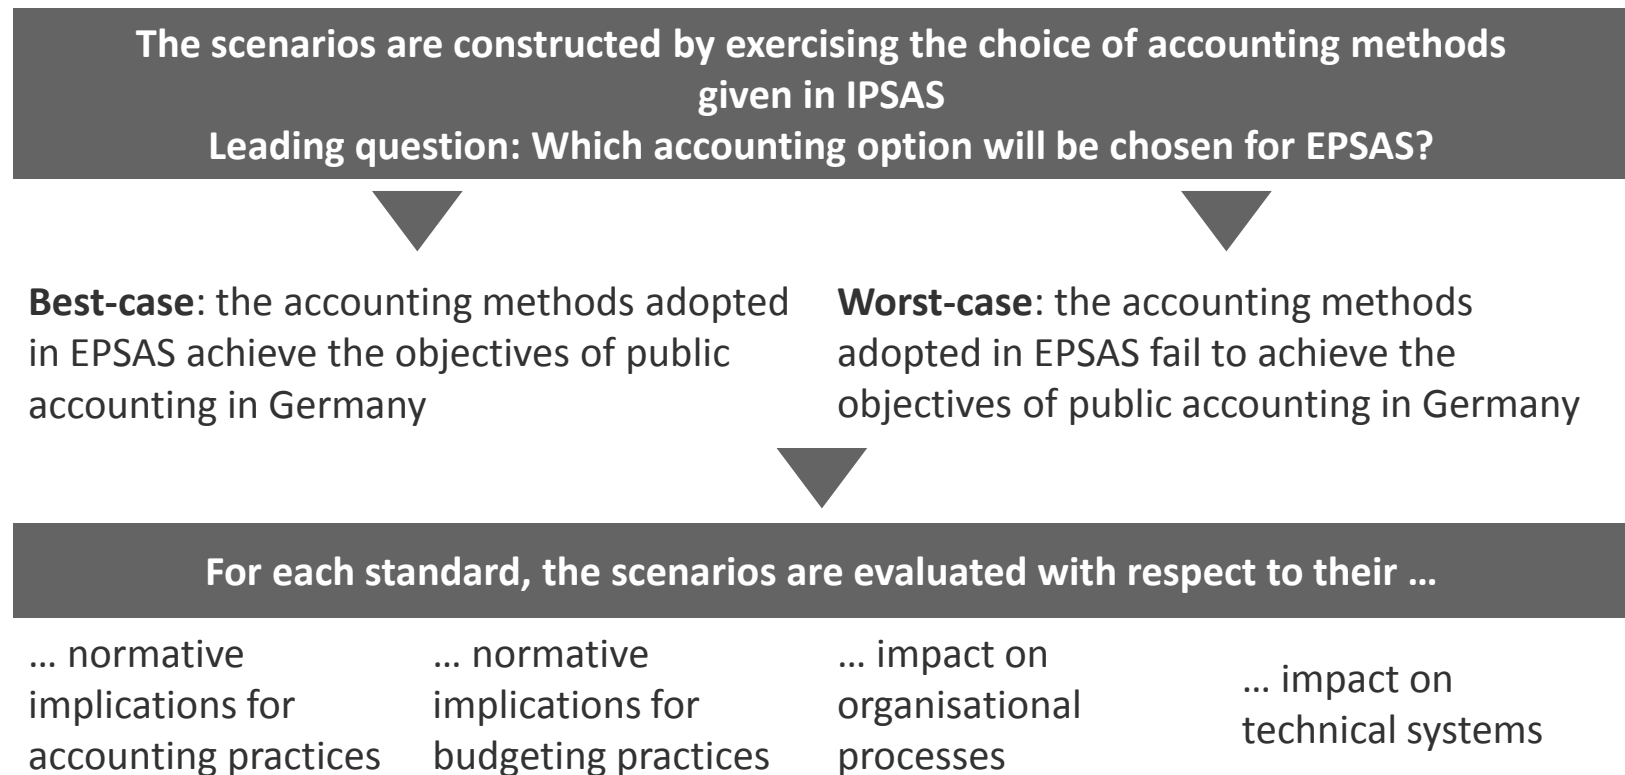 The scenarios are constructed by exercising the choice of accounting methods
given in IPSAS
Leading question: Which accounting option will be chosen for EPSAS?
Best-case: the accounting methods adopted
in EPSAS achieve the objectives of public
accounting in Germany
Worst-case: the accounting methods
adopted in EPSAS fail to achieve the
objectives of public accounting in Germany
For each standard, the scenarios are evaluated with respect to their …
… normative
implications for
accounting practices
… normative
implications for
budgeting practices
… impact on
organisational
processes
… impact on
technical systems